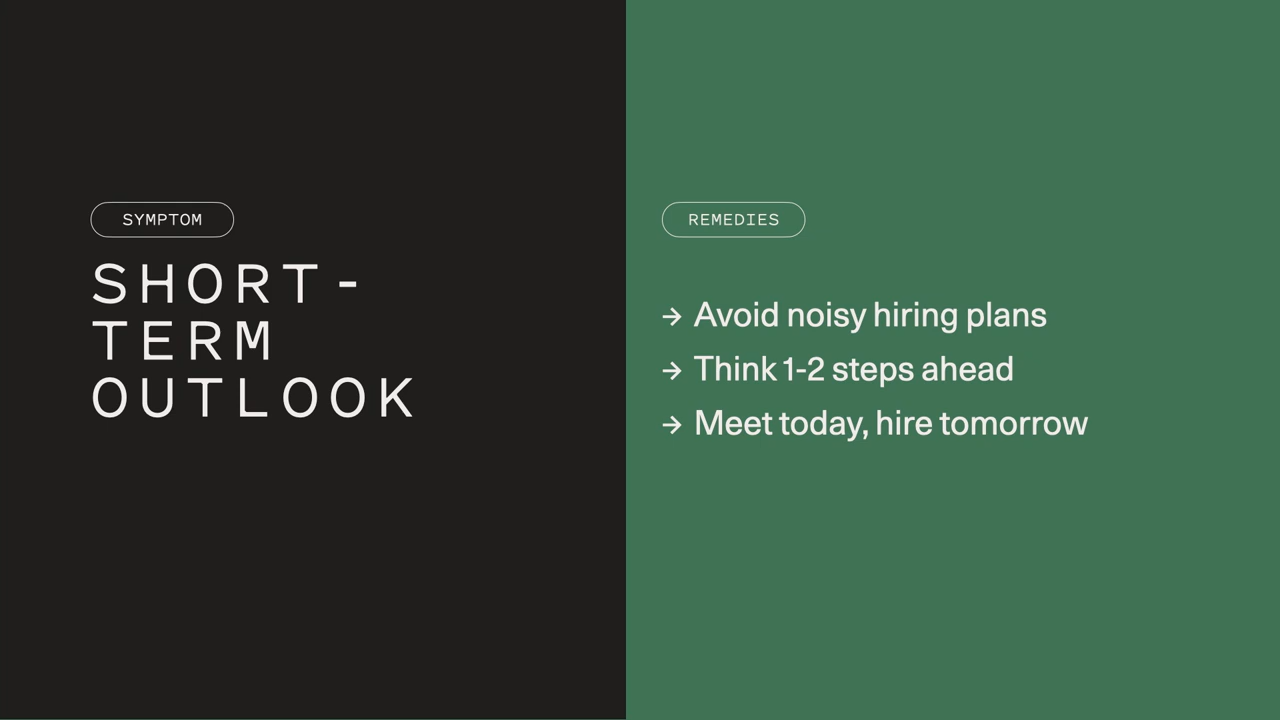 SYMPTOM
SHORT-
TERM
OUTLOOK
REMEDIES
→ Avoid noisy hiring plans
→ Think 1-2 steps ahead
→ Meet today, hire tomorrow